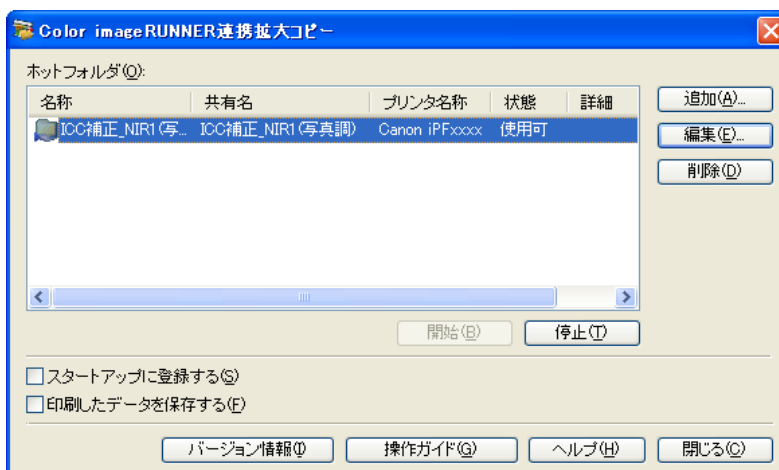 Color imageRUNNER連携拡大コピー
ホットフォルダ(O):
名称 共有名 プリンタ名称 状態 詳細
ICC補正_NIR1(写... ICC補正_NIR1(写真調) Canon iPFxxxx 使用可
追加(A)...
編集(E)...
削除(D)
開始(B) 停止(T)
スタートアップに登録する(S)
印刷したデータを保存する(F)
バージョン情報(I) 操作ガイド(G) ヘルプ(H) 閉じる(C)